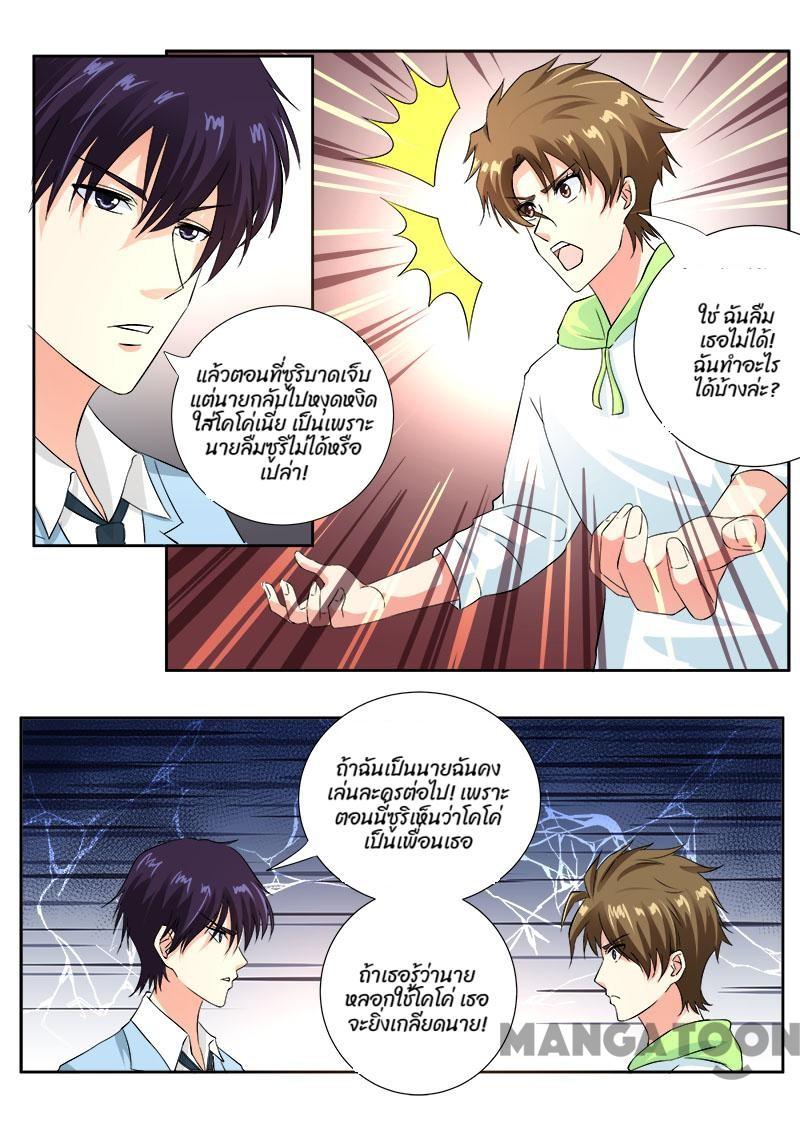 แล้วตอนที่ซูริบาดเจ็บ
แต่นายกลับไปหงุดหงิด
ใส่โคโค่เนี่ย เป็นเพราะ
นายลืมซูริไม่ได้หรือ
เปล่า!
ใช่ ฉันลืม
เธอไม่ได้!
ฉันทำอะไร
ได้บ้างล่ะ?
ถ้าฉันเป็นนายฉันคง
เล่นละครต่อไป! เพราะ
ตอนนี้ซูริเห็นว่าโคโค่
เป็นเพื่อนเธอ
ถ้าเธอรู้ว่านาย
หลอกใช้โคโค่ เธอ
จะยิ่งเกลียดนาย!
MANGATOON